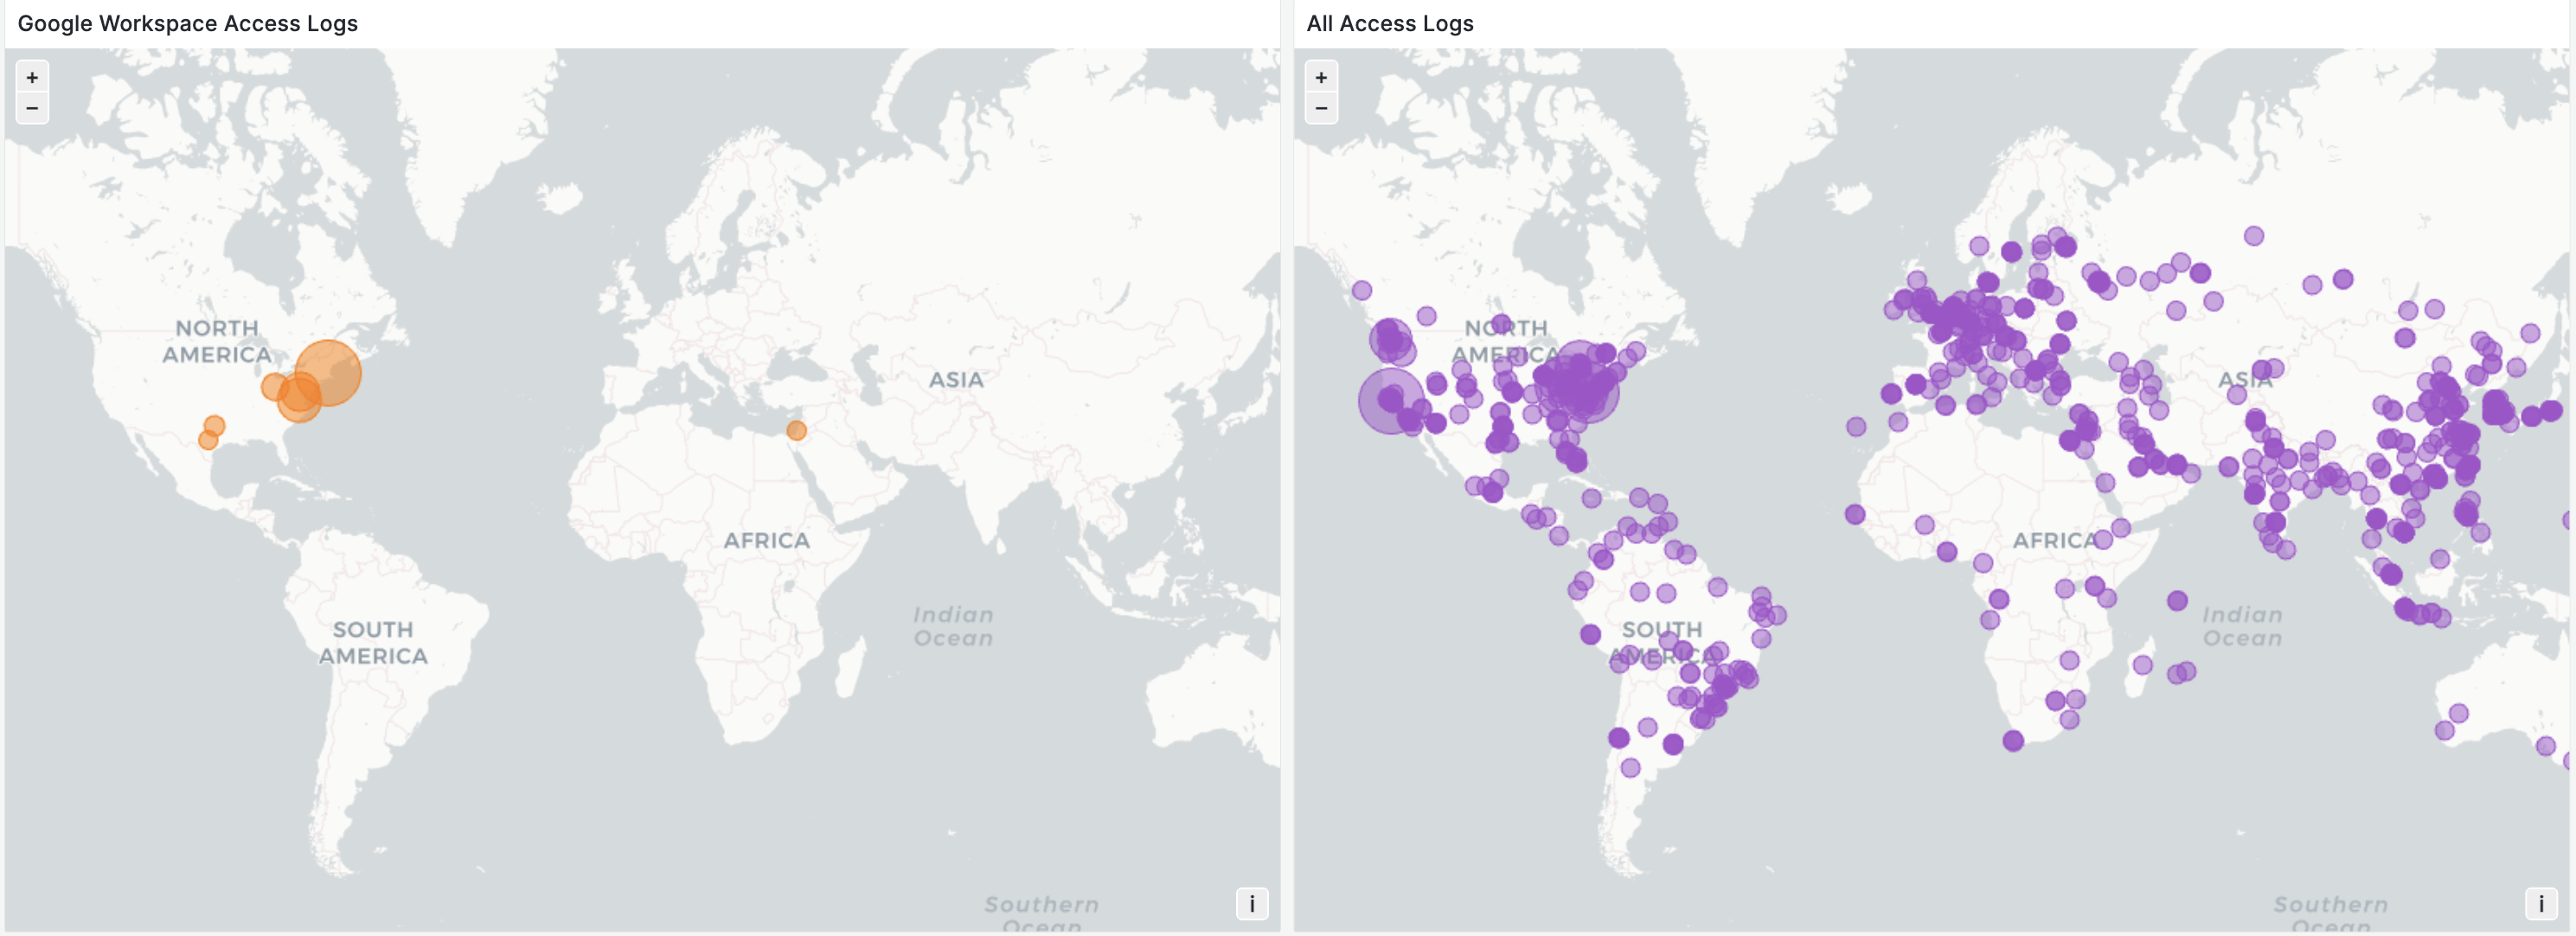 Google Workspace Access Logs
+
−
NORTH
AMERICA
ASIA
AFRICA
Indian
Ocean
SOUTH
AMERICA
Southern
Ocean
i
All Access Logs
+
−
NORTH
AMERICA
ASIA
AFRICA
Indian
Ocean
SOUTH
AMERICA
Southern
Ocean
i